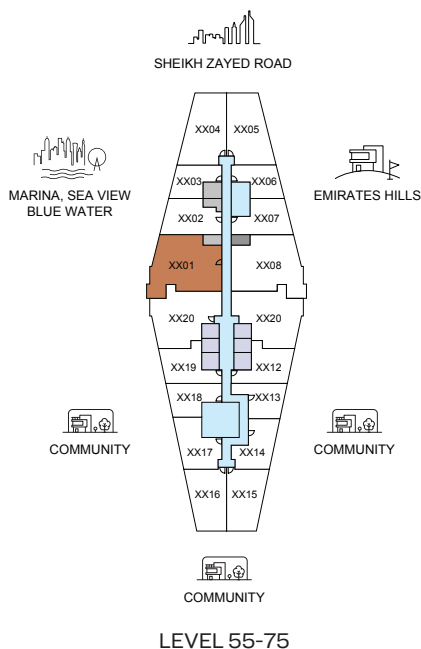 SHEIKH ZAYED ROAD
XX04 XX05
MARINA, SEA VIEW
BLUE WATER
XX03 XX06
EMIRATES HILLS
XX02 XX07
XX01 XX08
XX20 XX20
XX19 XX12
XX18 XX13
COMMUNITY
COMMUNITY
XX17 XX14
XX16 XX15
COMMUNITY
LEVEL 55-75